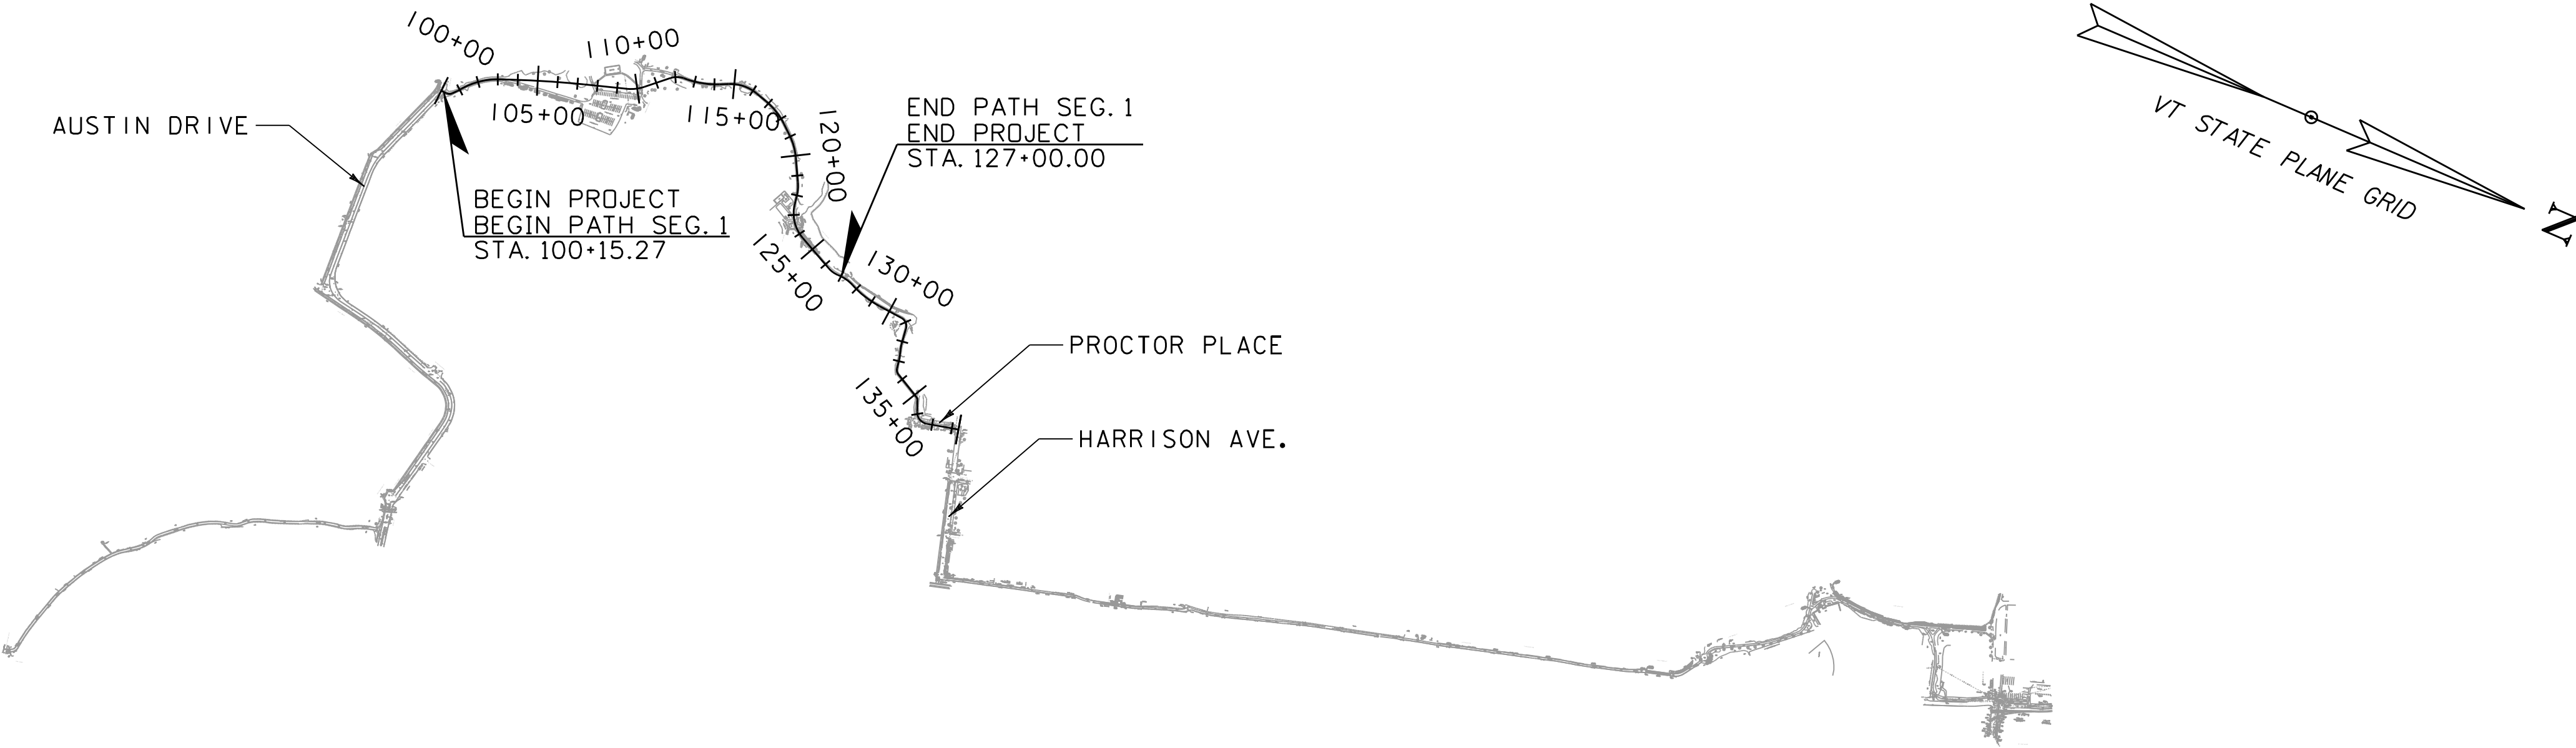 100+00
110+00
AUSTIN DRIVE
105+00
115+00
120+00
END PATH SEG. 1
END PROJECT
STA. 127+00.00
VT STATE PLANE GRID
N
BEGIN PROJECT
BEGIN PATH SEG. 1
STA. 100+15.27
125+00
130+00
PROCTOR PLACE
135+00
HARRISON AVE.